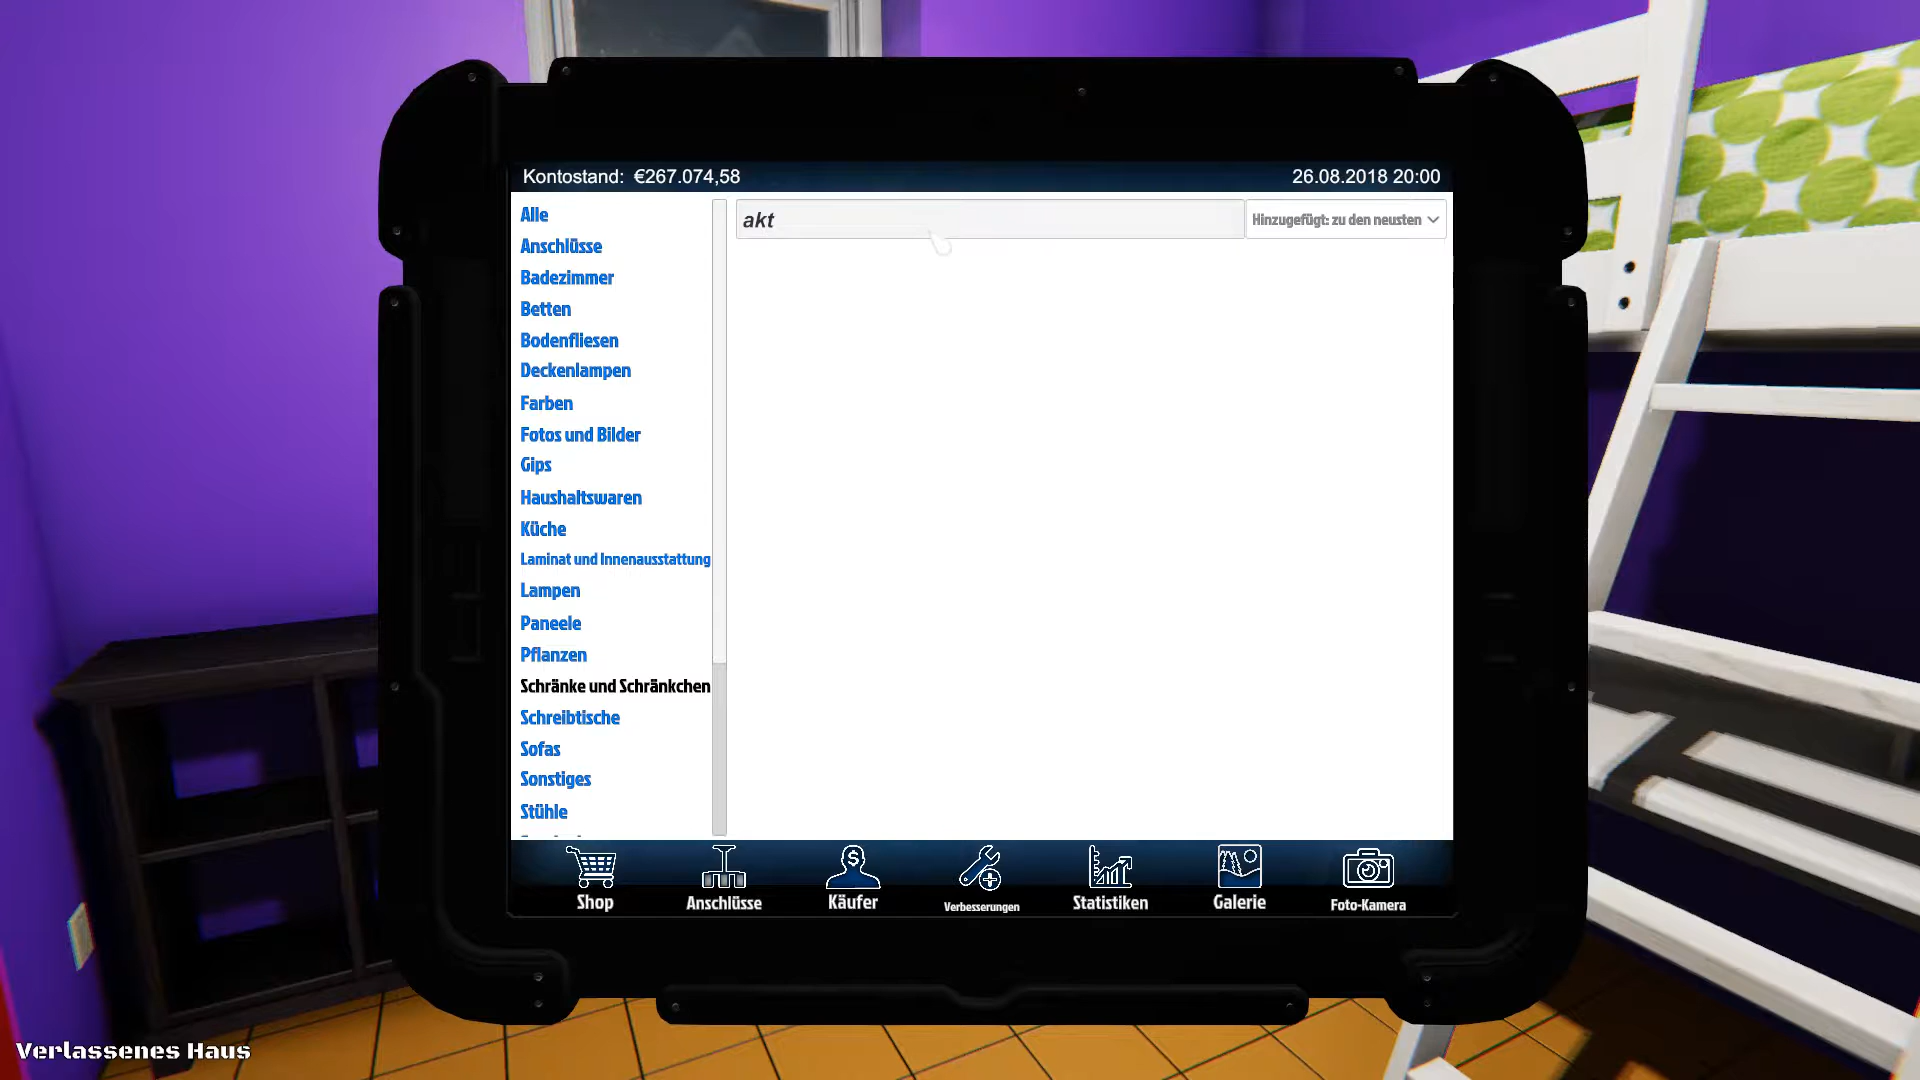 Kontostand: €267.074,58
26.08.2018 20:00
akt
Hinzugefügt: zu den neusten
Alle
Anschlüsse
Badezimmer
Betten
Bodenfliesen
Deckenlampen
Farben
Fotos und Bilder
Gips
Haushaltswaren
Küche
Laminat und Innenausstattung
Lampen
Paneele
Pflanzen
Schränke und Schränkchen
Schreibtische
Sofas
Sonstiges
Stühle
Shop
Anschlüsse
Käufer
Verbesserungen
Statistiken
Galerie
Foto-Kamera
Verlassenes Haus